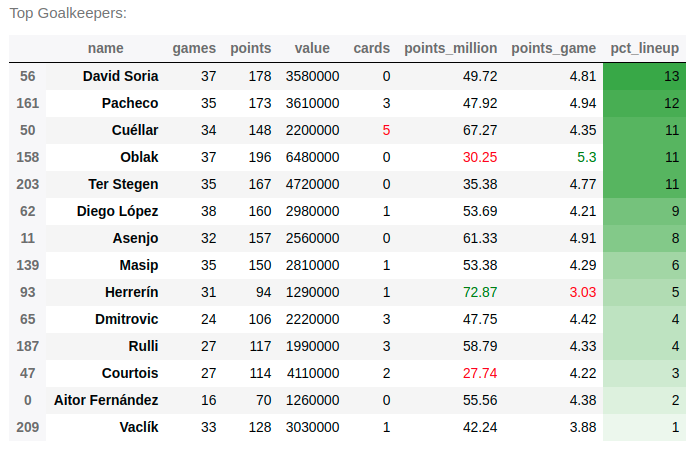 Top Goalkeepers:
name games points value cards points_million points_game pct_lineup
56 David Soria 37 178 3580000 0 49.72 4.81 13
161 Pacheco 35 173 3610000 3 47.92 4.94 12
50 Cuéllar 34 148 2200000 5 67.27 4.35 11
158 Oblak 37 196 6480000 0 30.25 5.3 11
203 Ter Stegen 35 167 4720000 0 35.38 4.77 11
62 Diego López 38 160 2980000 1 53.69 4.21 9
11 Asenjo 32 157 2560000 0 61.33 4.91 8
139 Masip 35 150 2810000 1 53.38 4.29 6
93 Herrerín 31 94 1290000 1 72.87 3.03 5
65 Dmitrovic 24 106 2220000 3 47.75 4.42 4
187 Rulli 27 117 1990000 3 58.79 4.33 4
47 Courtois 27 114 4110000 2 27.74 4.22 3
0 Aitor Fernández 16 70 1260000 0 55.56 4.38 2
209 Vaclík 33 128 3030000 1 42.24 3.88 1